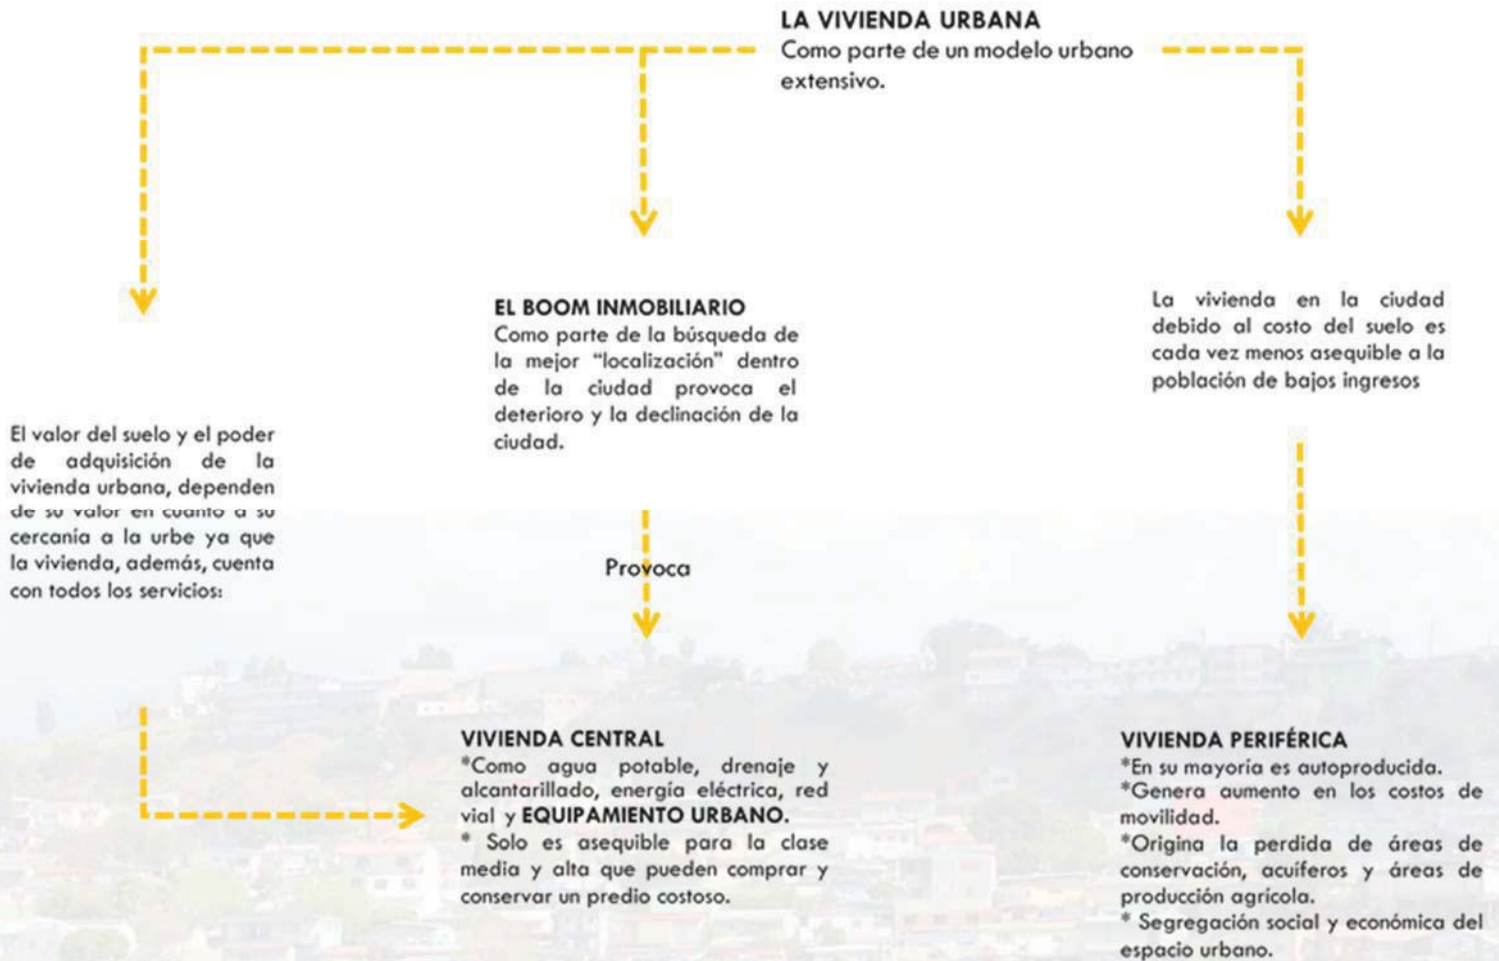 LA VIVIENDA URBANA
Como parte de un modelo urbano
extensivo.
El valor del suelo y el poder
de adquisición de la
vivienda urbana, dependen
de su valor en cuanto a su
cercanía a la urbe ya que
la vivienda, además, cuenta
con todos los servicios:
EL BOOM INMOBILIARIO
Como parte de la búsqueda de
la mejor “localización” dentro
de la ciudad provoca el
deterioro y la declinación de la
ciudad.
Provoca
La vivienda en la ciudad
debido al costo del suelo es
cada vez menos asequible a la
población de bajos ingresos
VIVIENDA CENTRAL
*Como agua potable, drenaje y
alcantarillado, energía eléctrica, red
vial y EQUIPAMIENTO URBANO.
* Solo es asequible para la clase
media y alta que pueden comprar y
conservar un predio costoso.
VIVIENDA PERIFÉRICA
*En su mayoría es autoproducida.
*Genera aumento en los costos de
movilidad.
*Origina la perdida de áreas de
conservación, acuíferos y áreas de
producción agrícola.
* Segregación social y económica del
espacio urbano.